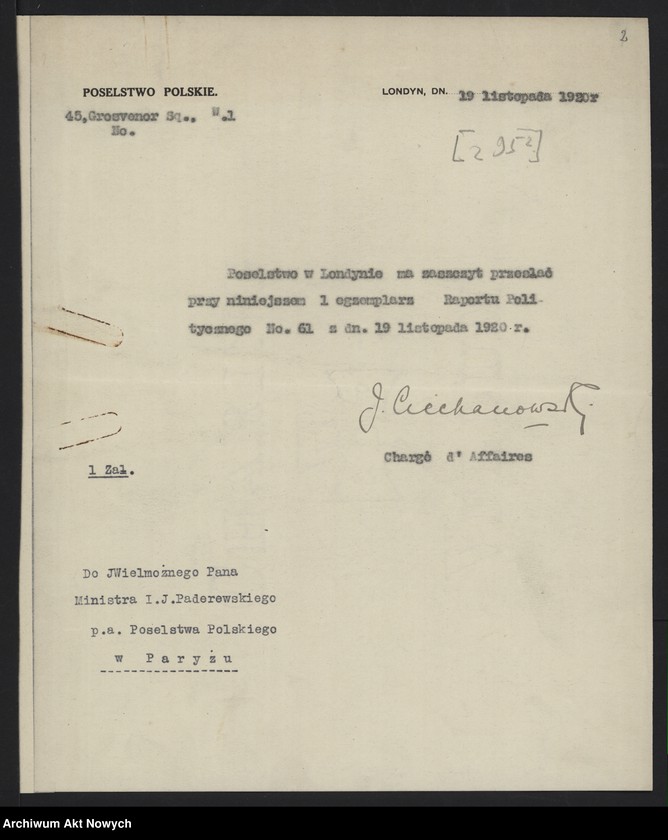 2
POSELSTWO POLSKIE.
LONDYN, DN. 19 listopada 1920r
45,Grosvenor Sq., W.1
No.
[2952]
Poselstwo w Londynie ma zaszczyt przesłać
przy niniejszem 1 egzemplarz Raportu Poli-
tycznego No. 61 z dn. 19 listopada 1920 r.
J. Ciechanowski
Chargé d'Affaires
1 Zał.
Do JWielmożnego Pana
Ministra I.J.Paderewskiego
p.a. Poselstwa Polskiego
w Paryżu
Archiwum Akt Nowych